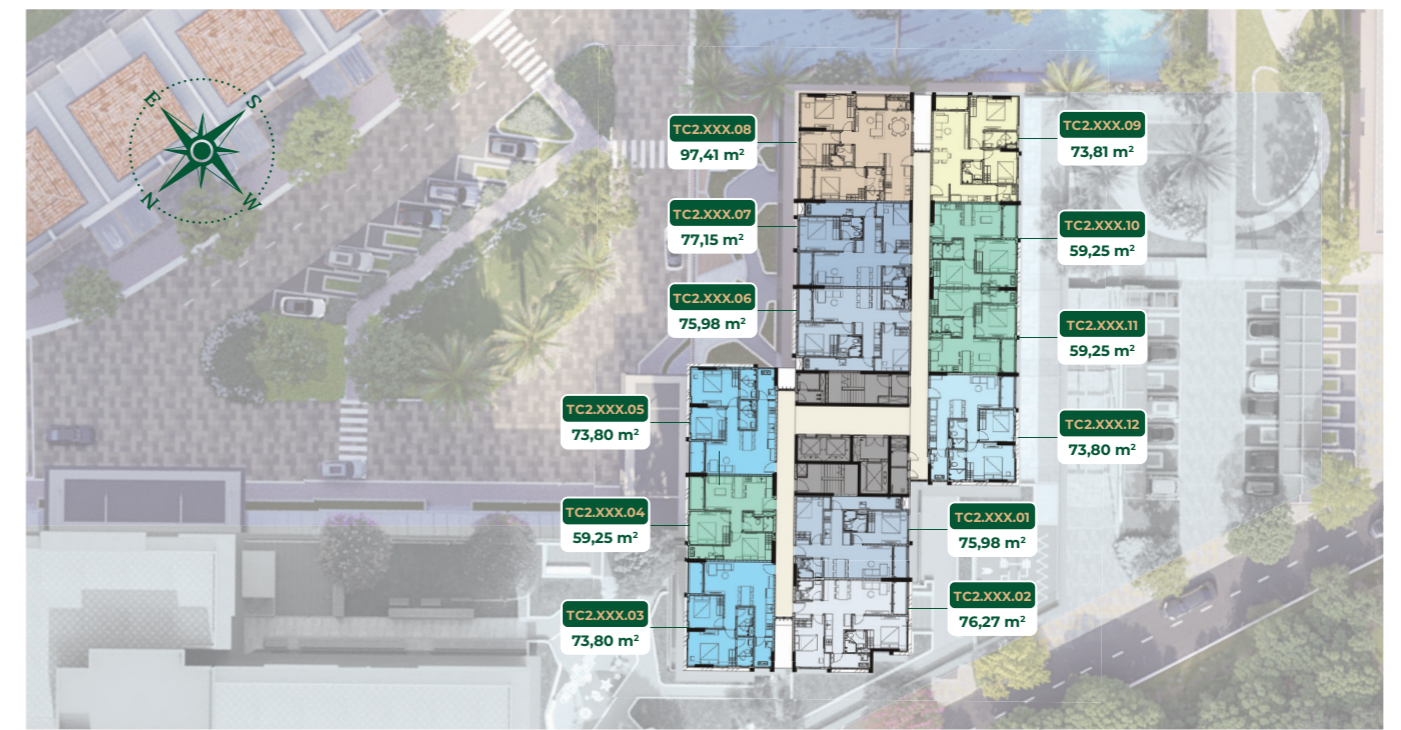 E
S
N
W
TC2.XXX.08
97,41 m²
TC2.XXX.09
73,81 m²
TC2.XXX.07
77,15 m²
TC2.XXX.10
59,25 m²
TC2.XXX.06
75,98 m²
TC2.XXX.11
59,25 m²
TC2.XXX.05
73,80 m²
TC2.XXX.12
73,80 m²
TC2.XXX.04
59,25 m²
TC2.XXX.01
75,98 m²
TC2.XXX.03
73,80 m²
TC2.XXX.02
76,27 m²